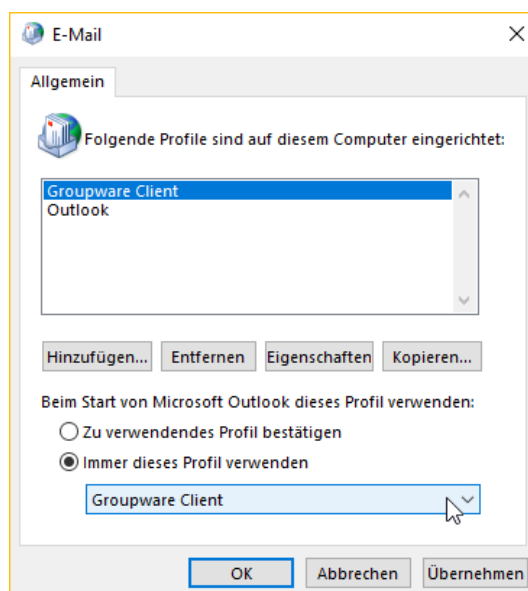 E-Mail
Allgemein
Folgende Profile sind auf diesem Computer eingerichtet:
Groupware Client
Outlook
Hinzufügen... Entfernen Eigenschaften Kopieren...
Beim Start von Microsoft Outlook dieses Profil verwenden:
Zu verwendendes Profil bestätigen
Immer dieses Profil verwenden
Groupware Client
OK Abbrechen Übernehmen